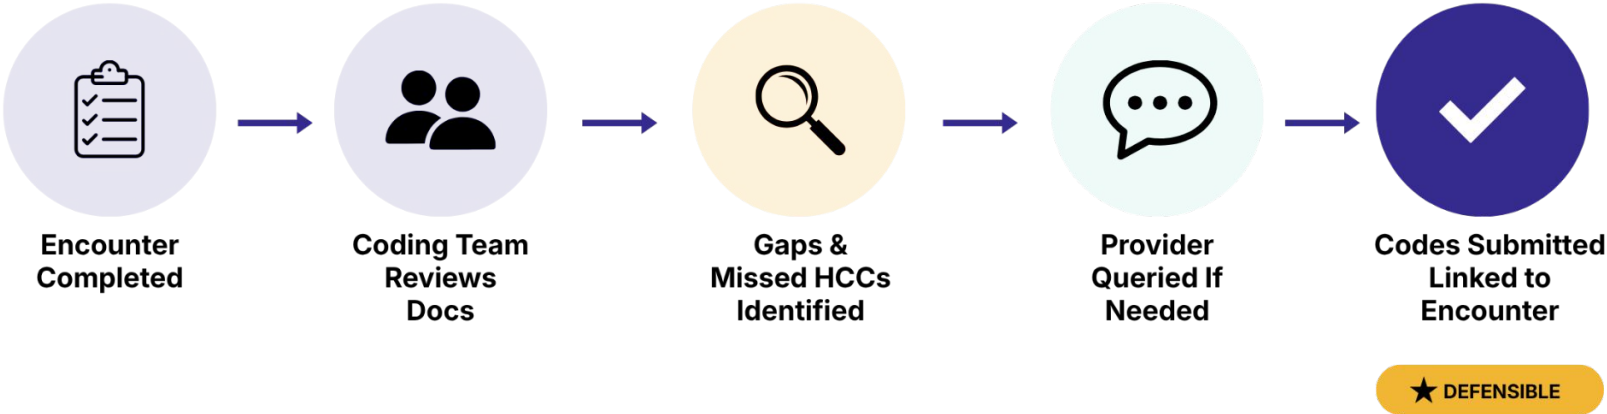 Encounter
Completed
Coding Team
Reviews
Docs
Gaps &
Missed HCCs
Identified
Provider
Queried If
Needed
Codes Submitted
Linked to
Encounter
DEFENSIBLE